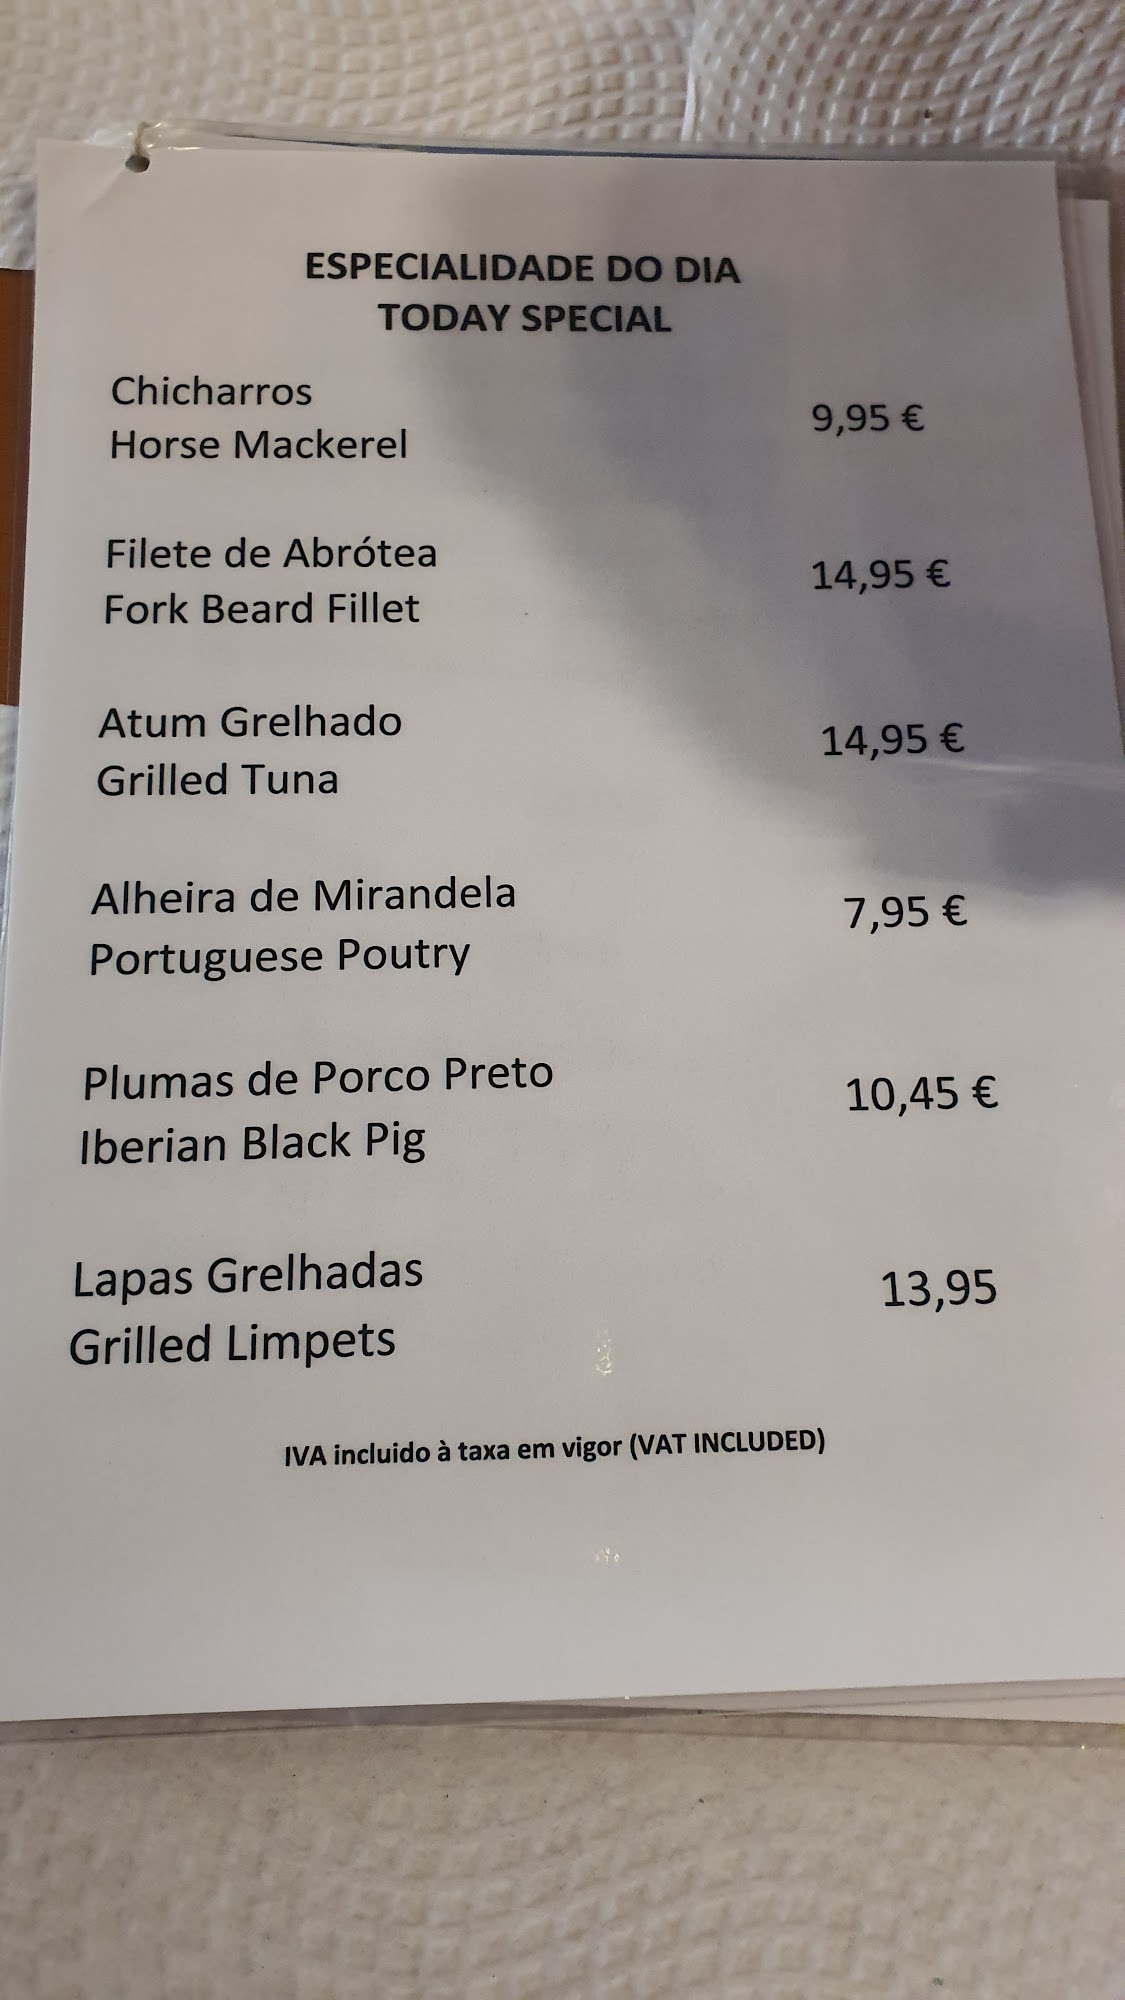 ESPECIALIDADE DO DIA
TODAY SPECIAL
Chicharros
Horse Mackerel
9,95 €
Filete de Abrótea
Fork Beard Fillet
14,95 €
Atum Grelhado
Grilled Tuna
14,95 €
Alheira de Mirandela
Portuguese Poutry
7,95 €
Plumas de Porco Preto
Iberian Black Pig
10,45 €
Lapas Grelhadas
Grilled Limpets
13,95
IVA incluido à taxa em vigor (VAT INCLUDED)